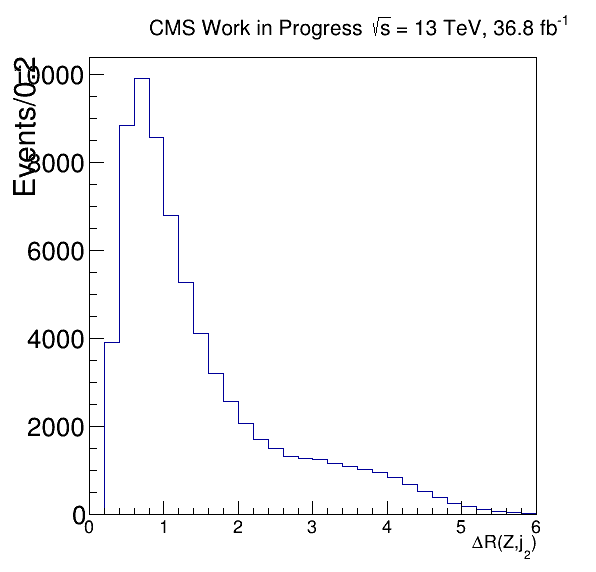 CMS Work in Progress √s = 13 TeV, 36.8 fb⁻¹
Events/0.2
10000
8000
6000
4000
2000
0
0 1 2 3 4 5 6
ΔR(Z,j₂)